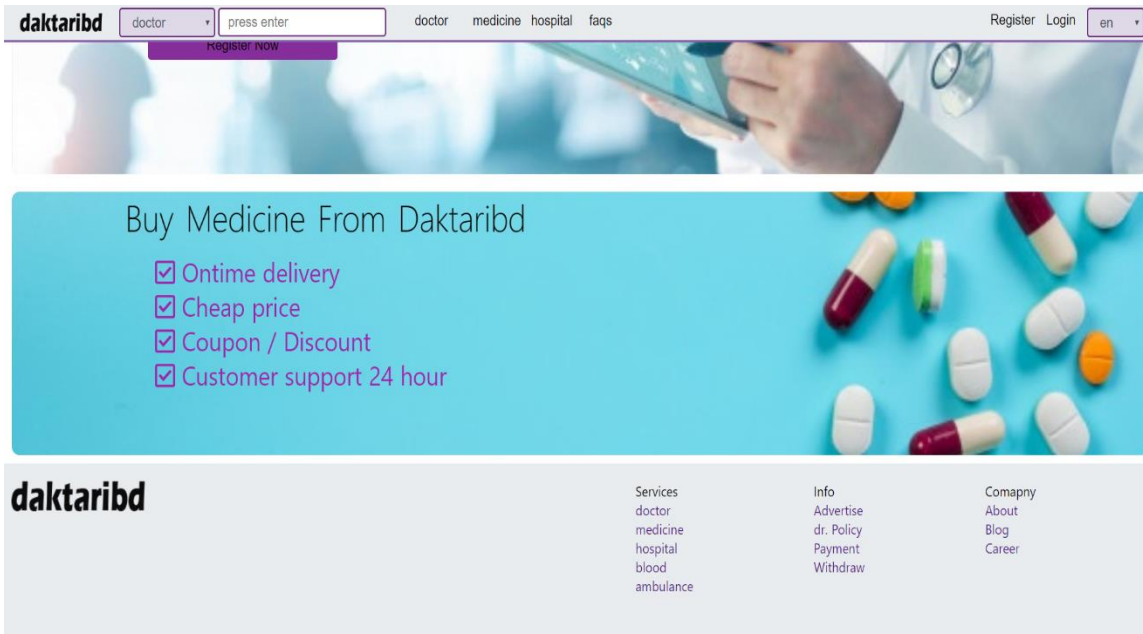 daktaribd doctor press enter doctor medicine hospital faqs Register Login en
Register Now
Buy Medicine From Daktaribd
Ontime delivery
Cheap price
Coupon / Discount
Customer support 24 hour
daktaribd
Services
doctor
medicine
hospital
blood
ambulance
Info
Advertise
dr. Policy
Payment
Withdraw
Comapny
About
Blog
Career